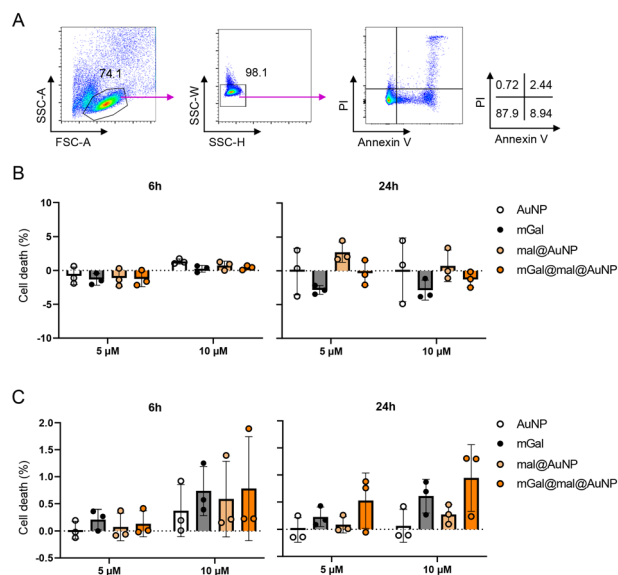 A
74.1
SSC-A
FSC-A
98.1
SSC-W
SSC-H
PI
Annexin V
0.72 2.44
87.9 8.94
PI
Annexin V
B
6h
24h
Cell death (%)
10
5
0
-5
-10
5 µM 10 µM
5 µM 10 µM
AuNP
mGal
mal@AuNP
mGal@mal@AuNP
C
6h
24h
Cell death (%)
2.0
1.5
1.0
0.5
0.0
0.5
5 µM 10 µM
5 µM 10 µM
AuNP
mGal
mal@AuNP
mGal@mal@AuNP